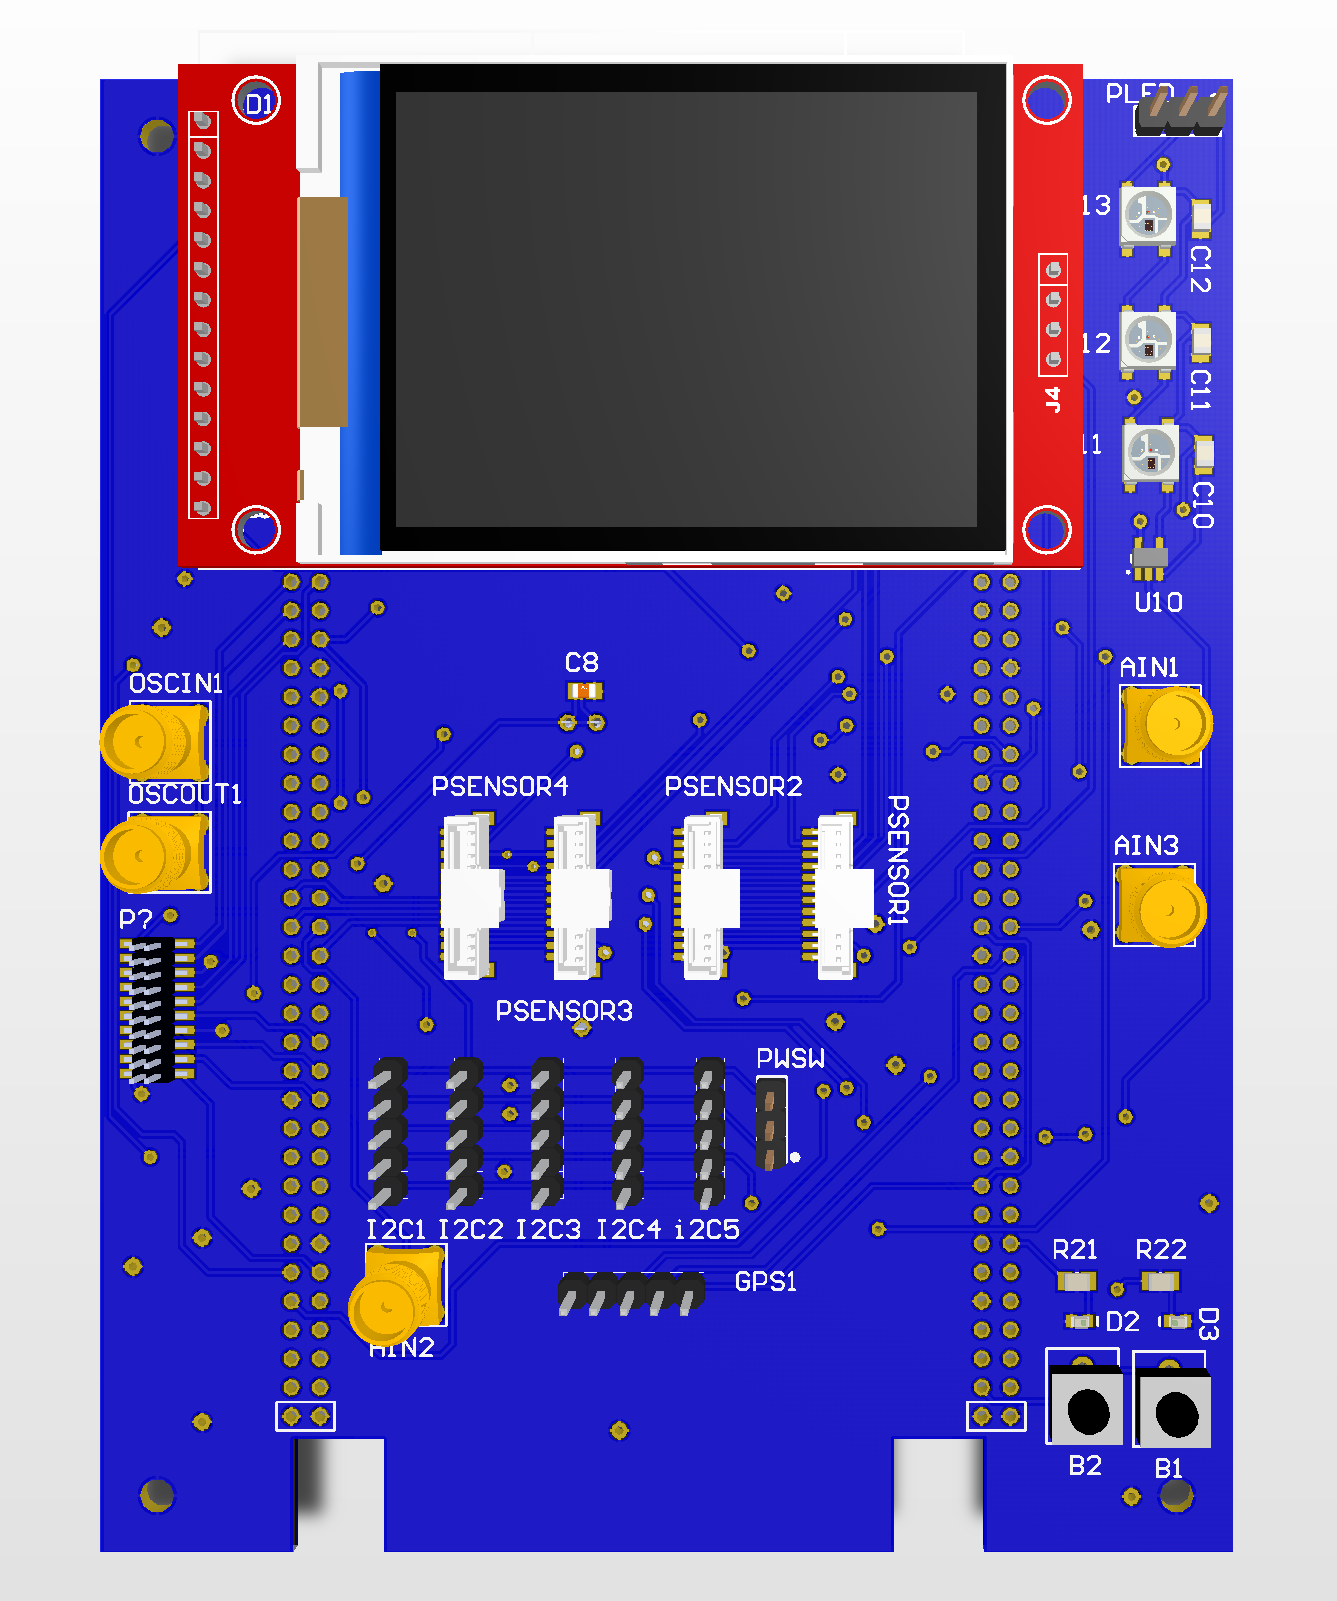 D1
PLED
13
C12
12
C11
J4
11
C10
U10
C8
OSCIN1
AIN1
OSCOUT1
PSENSOR4
PSENSOR2
PSENSOR1
AIN3
P?
PSENSOR3
PWSW
I2C1 I2C2 I2C3 I2C4 i2C5
GPS1
R21 R22
AIN2
D2
D3
B2
B1